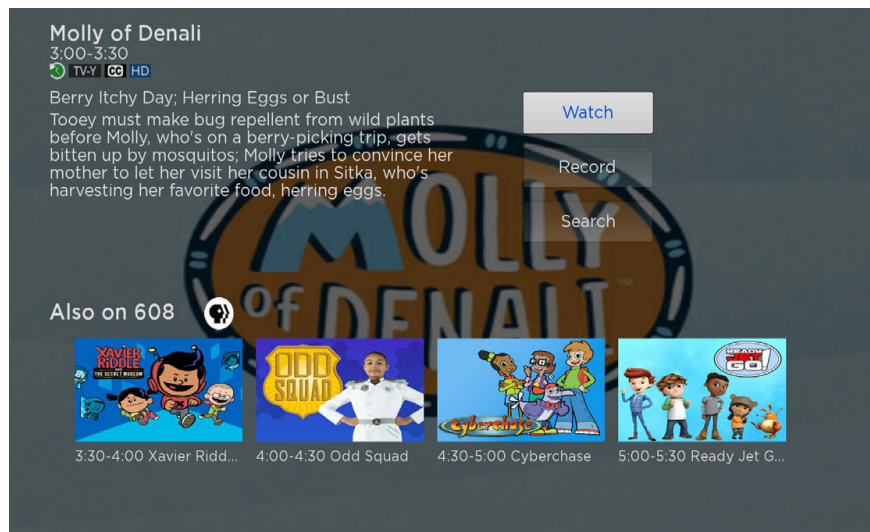 Molly of Denali
3:00-3:30
TV-Y CC HD
Berry Itchy Day; Herring Eggs or Bust
Tooey must make bug repellent from wild plants
before Molly, who's on a berry-picking trip, gets
bitten up by mosquitos; Molly tries to convince her
mother to let her visit her cousin in Sitka, who's
harvesting her favorite food, herring eggs.
Watch
Record
Search
MOLLY
OF DENALI
TM
Also on 608
XAVIER
RIDDLE
AND
THE SECRET MUSEUM
ODD
SQUAD
Cyberchase
READY
JET
GO!
3:30-4:00 Xavier Ridd...
4:00-4:30 Odd Squad
4:30-5:00 Cyberchase
5:00-5:30 Ready Jet G...